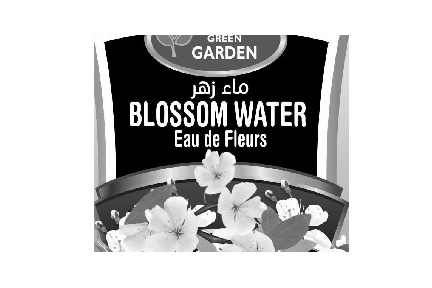 GREEN
GARDEN
ماء زهر
BLOSSOM WATER
Eau de Fleurs